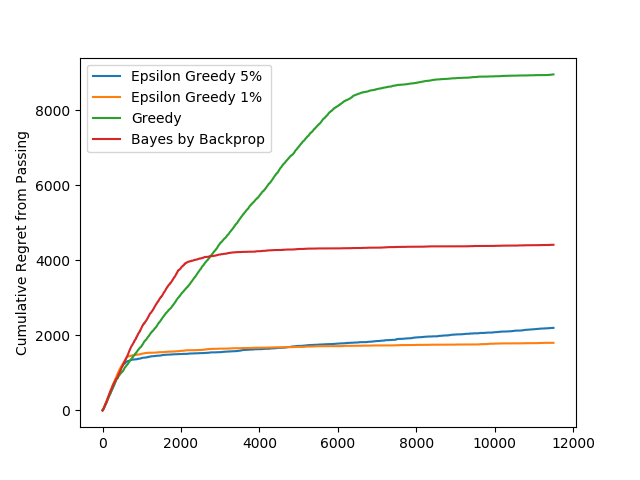 Epsilon Greedy 5%
Epsilon Greedy 1%
Greedy
Bayes by Backprop
Cumulative Regret from Passing
8000
6000
4000
2000
0
0 2000 4000 6000 8000 10000 12000